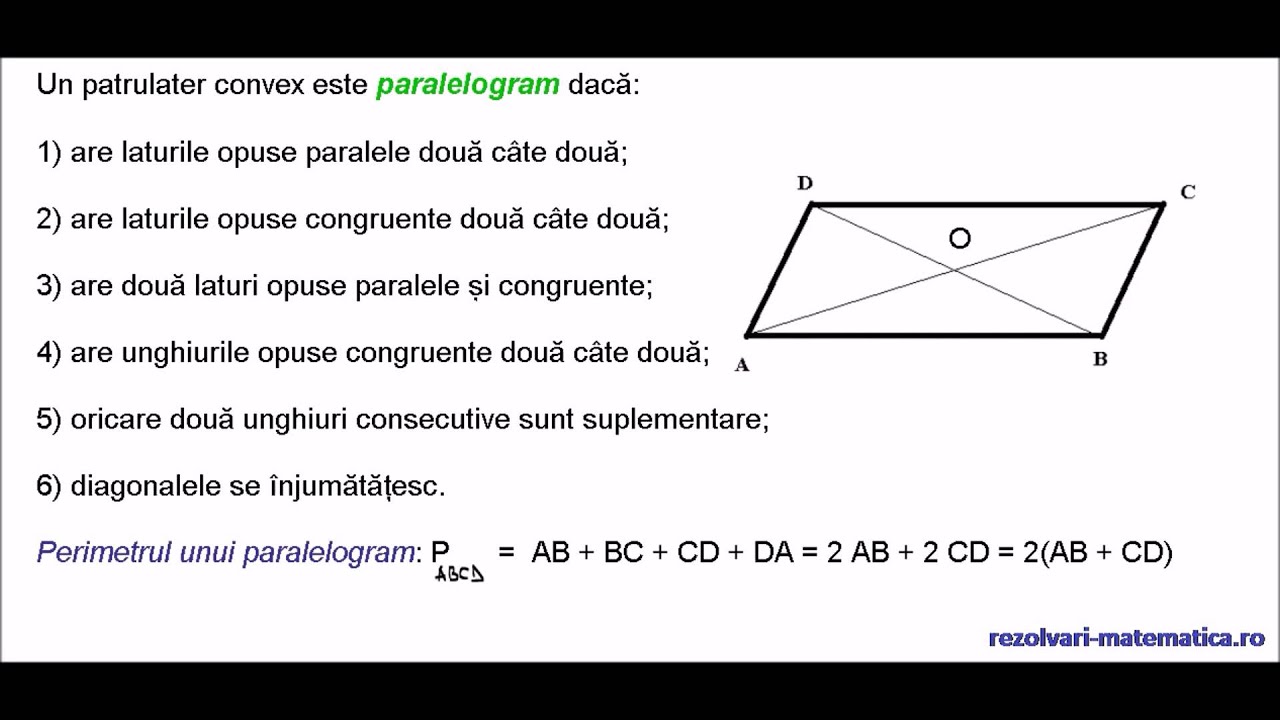 Un patrulater convex este paralelogram dacă:
1) are laturile opuse paralele două câte două;
2) are laturile opuse congruente două câte două;
3) are două laturi opuse paralele și congruente;
4) are unghiurile opuse congruente două câte două;
5) oricare două unghiuri consecutive sunt suplementare;
6) diagonalele se înjumătățesc.
D
C
O
A
B
Perimetrul unui paralelogram: P ABCD = AB + BC + CD + DA = 2 AB + 2 CD = 2(AB + CD)
rezolvari-matematica.ro